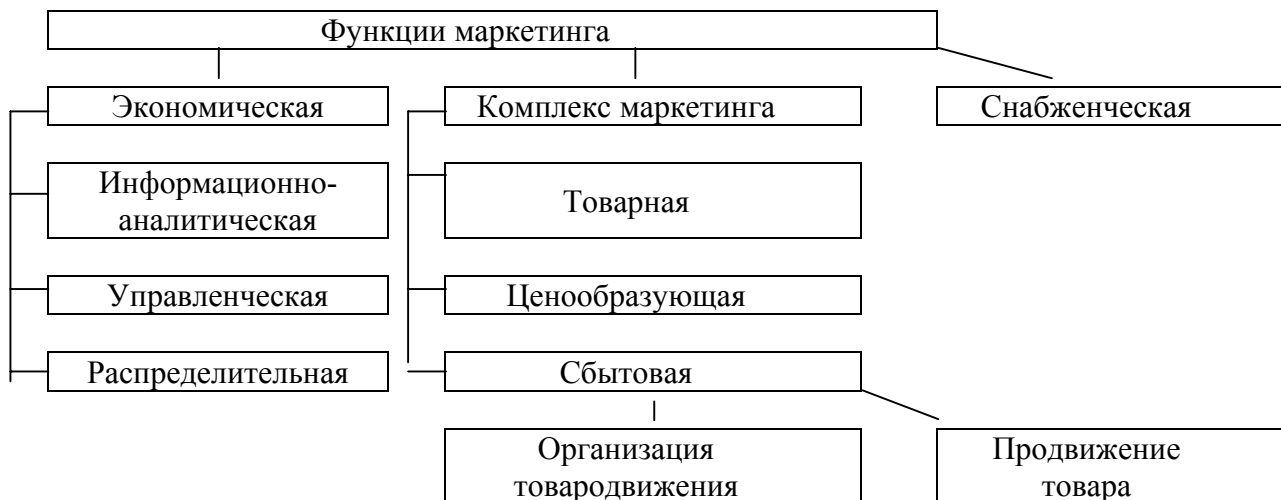 Функции маркетинга
Экономическая
Комплекс маркетинга
Снабженческая
Информационно-
аналитическая
Товарная
Управленческая
Ценообразующая
Распределительная
Сбытовая
Организация
товародвижения
Продвижение
товара